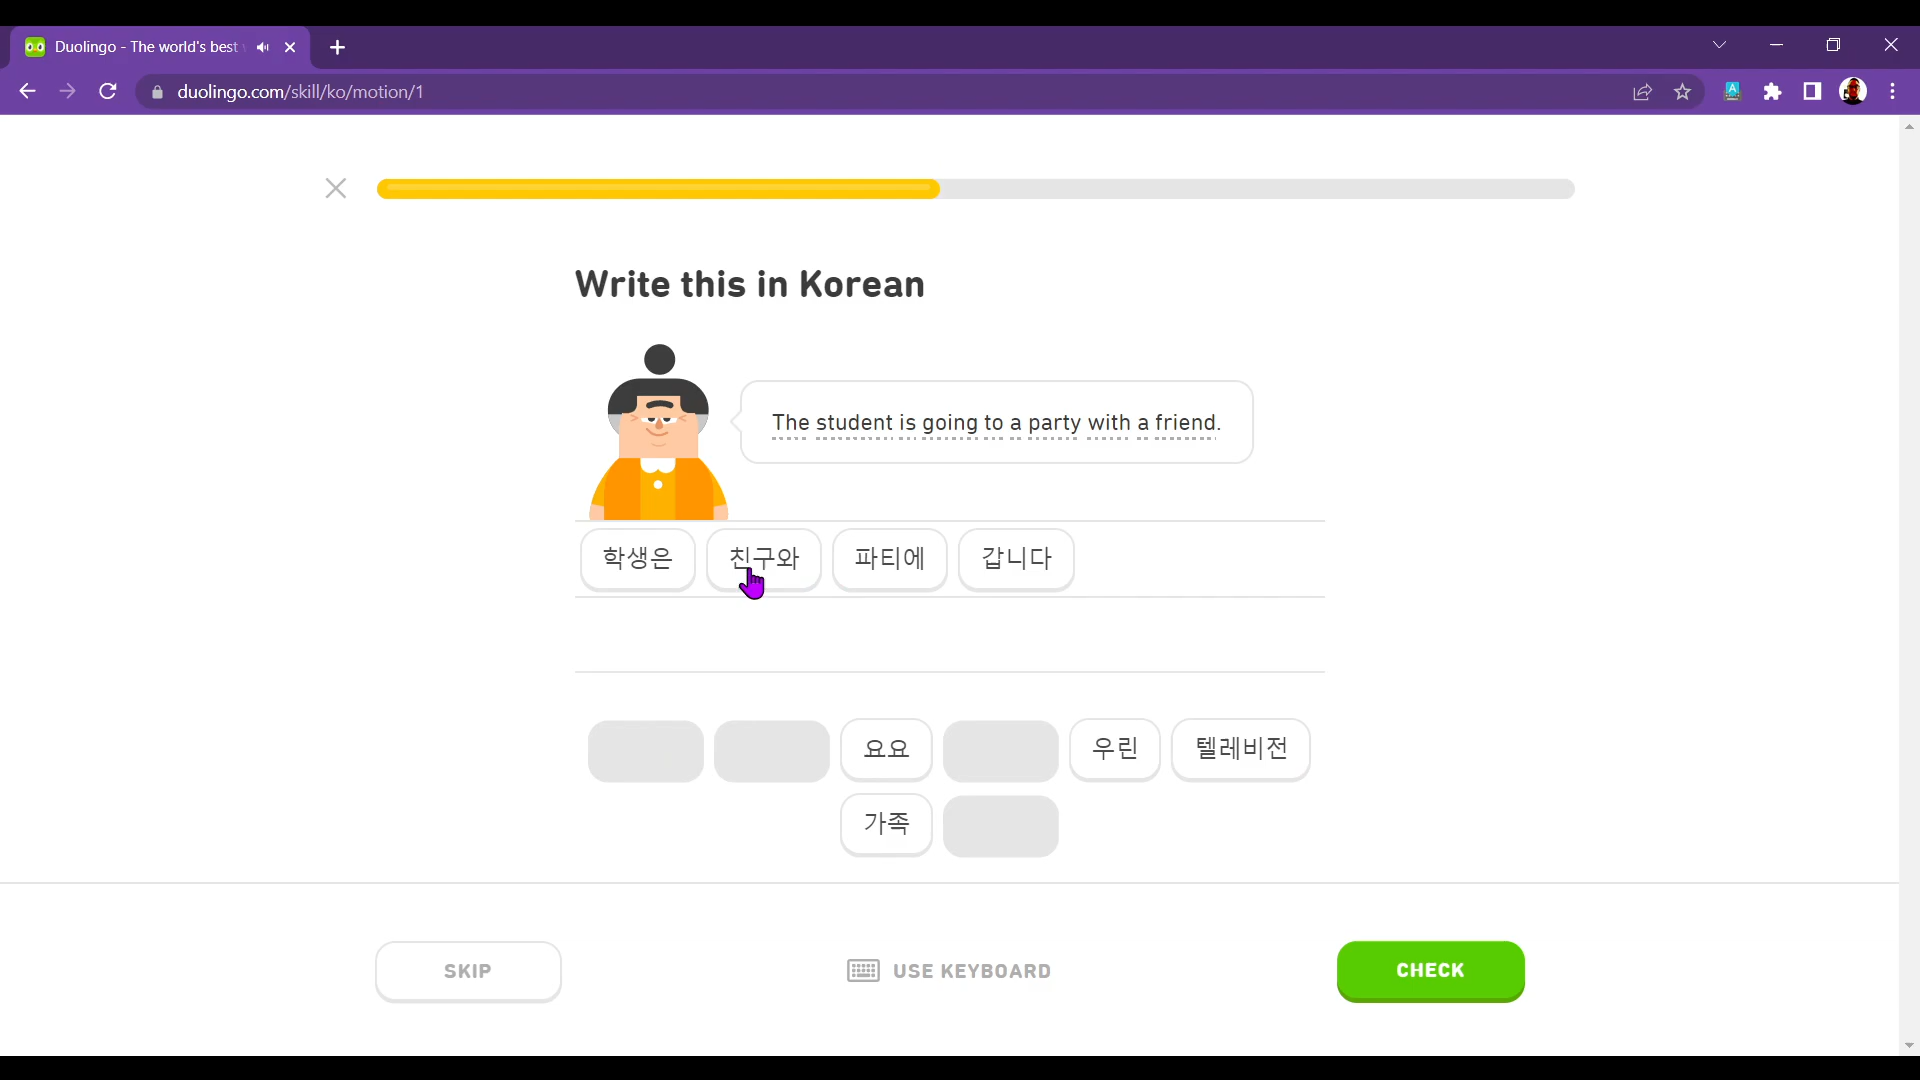 Duolingo - The world's best
duolingo.com/skill/ko/motion/1
Write this in Korean
The student is going to a party with a friend.
학생은 친구와 파티에 갑니다
요요 우린 텔레비전
가족
SKIP USE KEYBOARD CHECK